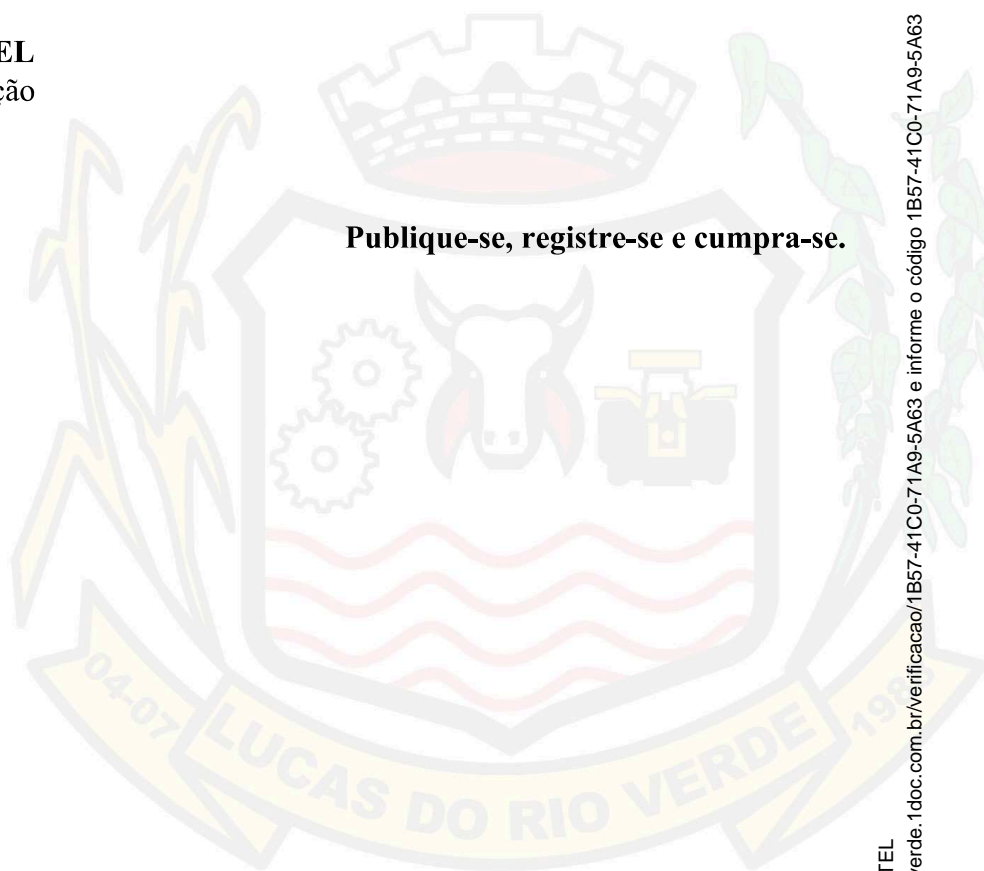 EL
ção
Publique-se, registre-se e cumpra-se.
04-07
LUCAS DO RIO VERDE
TEL
verde.1doc.com.br/verificacao/1B57-41C0-71A9-5A63 e informe o código 1B57-41C0-71A9-5A63